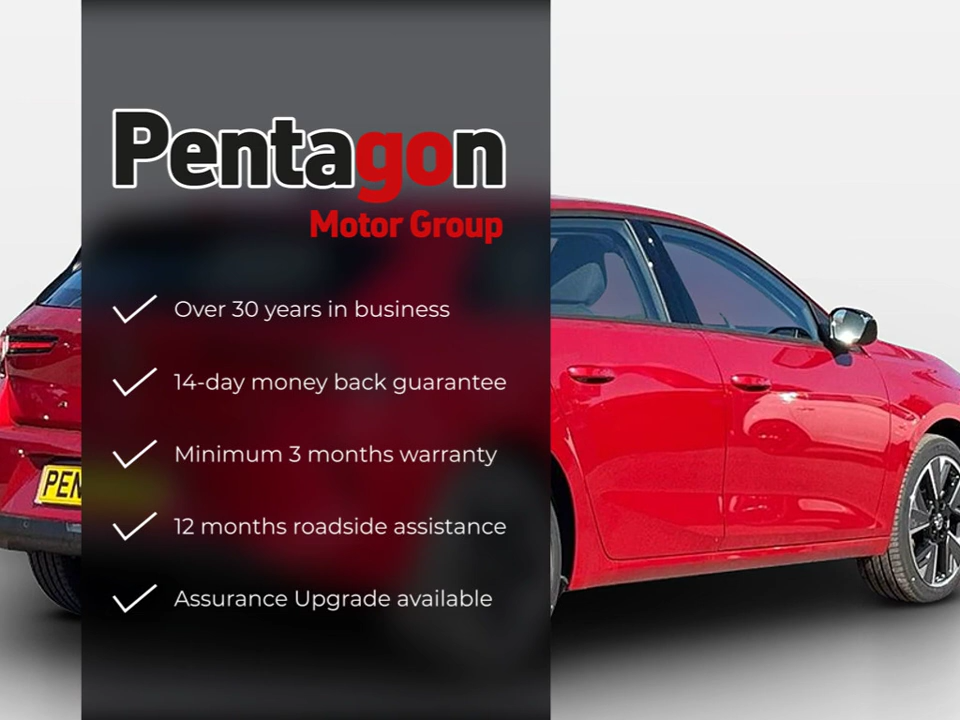 Pentagon
Motor Group
Over 30 years in business
14-day money back guarantee
Minimum 3 months warranty
PEN
12 months roadside assistance
Assurance Upgrade available